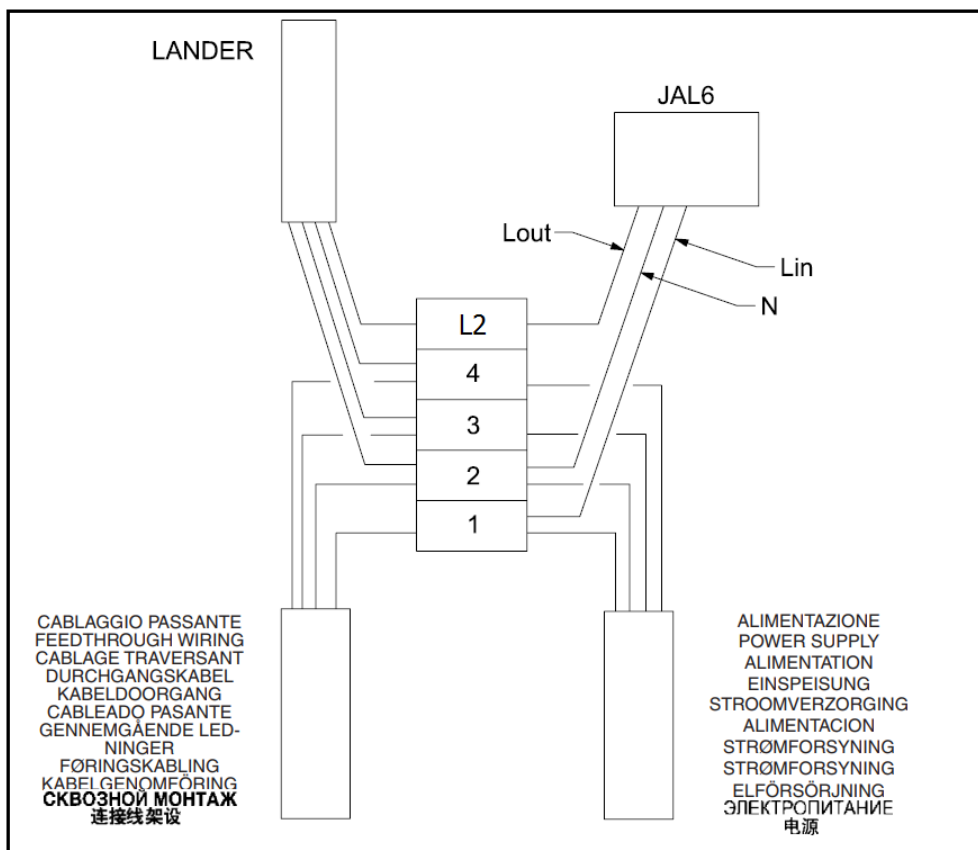 LANDER
JAL6
Lout
Lin
N
L2
4
3
2
1
CABLAGGIO PASSANTE
FEEDTHROUGH WIRING
CABLAGE TRAVERSANT
DURCHGANGSKABEL
KABELDOORGANG
CABLEADO PASANTE
GENNEMGÅENDE LED-
NINGER
FØRINGSKABLING
KABELGENOMFÖRING
СКВОЗНОЙ МОНТАЖ
连接线架设
ALIMENTAZIONE
POWER SUPPLY
ALIMENTATION
EINSPEISUNG
STROOMVERZORGING
ALIMENTACION
STRØMFORSYNING
STRØMFORSYNING
ELFÖRSÖRJNING
ЭЛЕКТРОПИТАНИЕ
电源